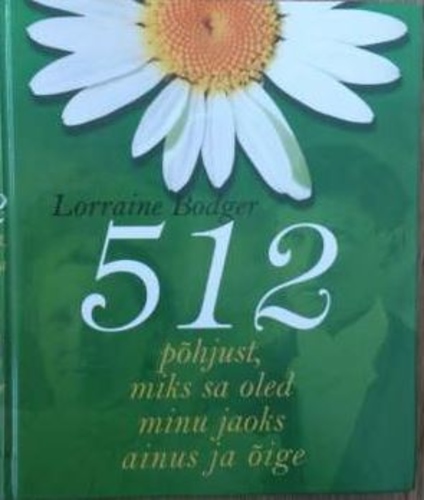 Lorraine Bodger
512
põhjust,
miks sa oled
minu jaoks
ainus ja õige